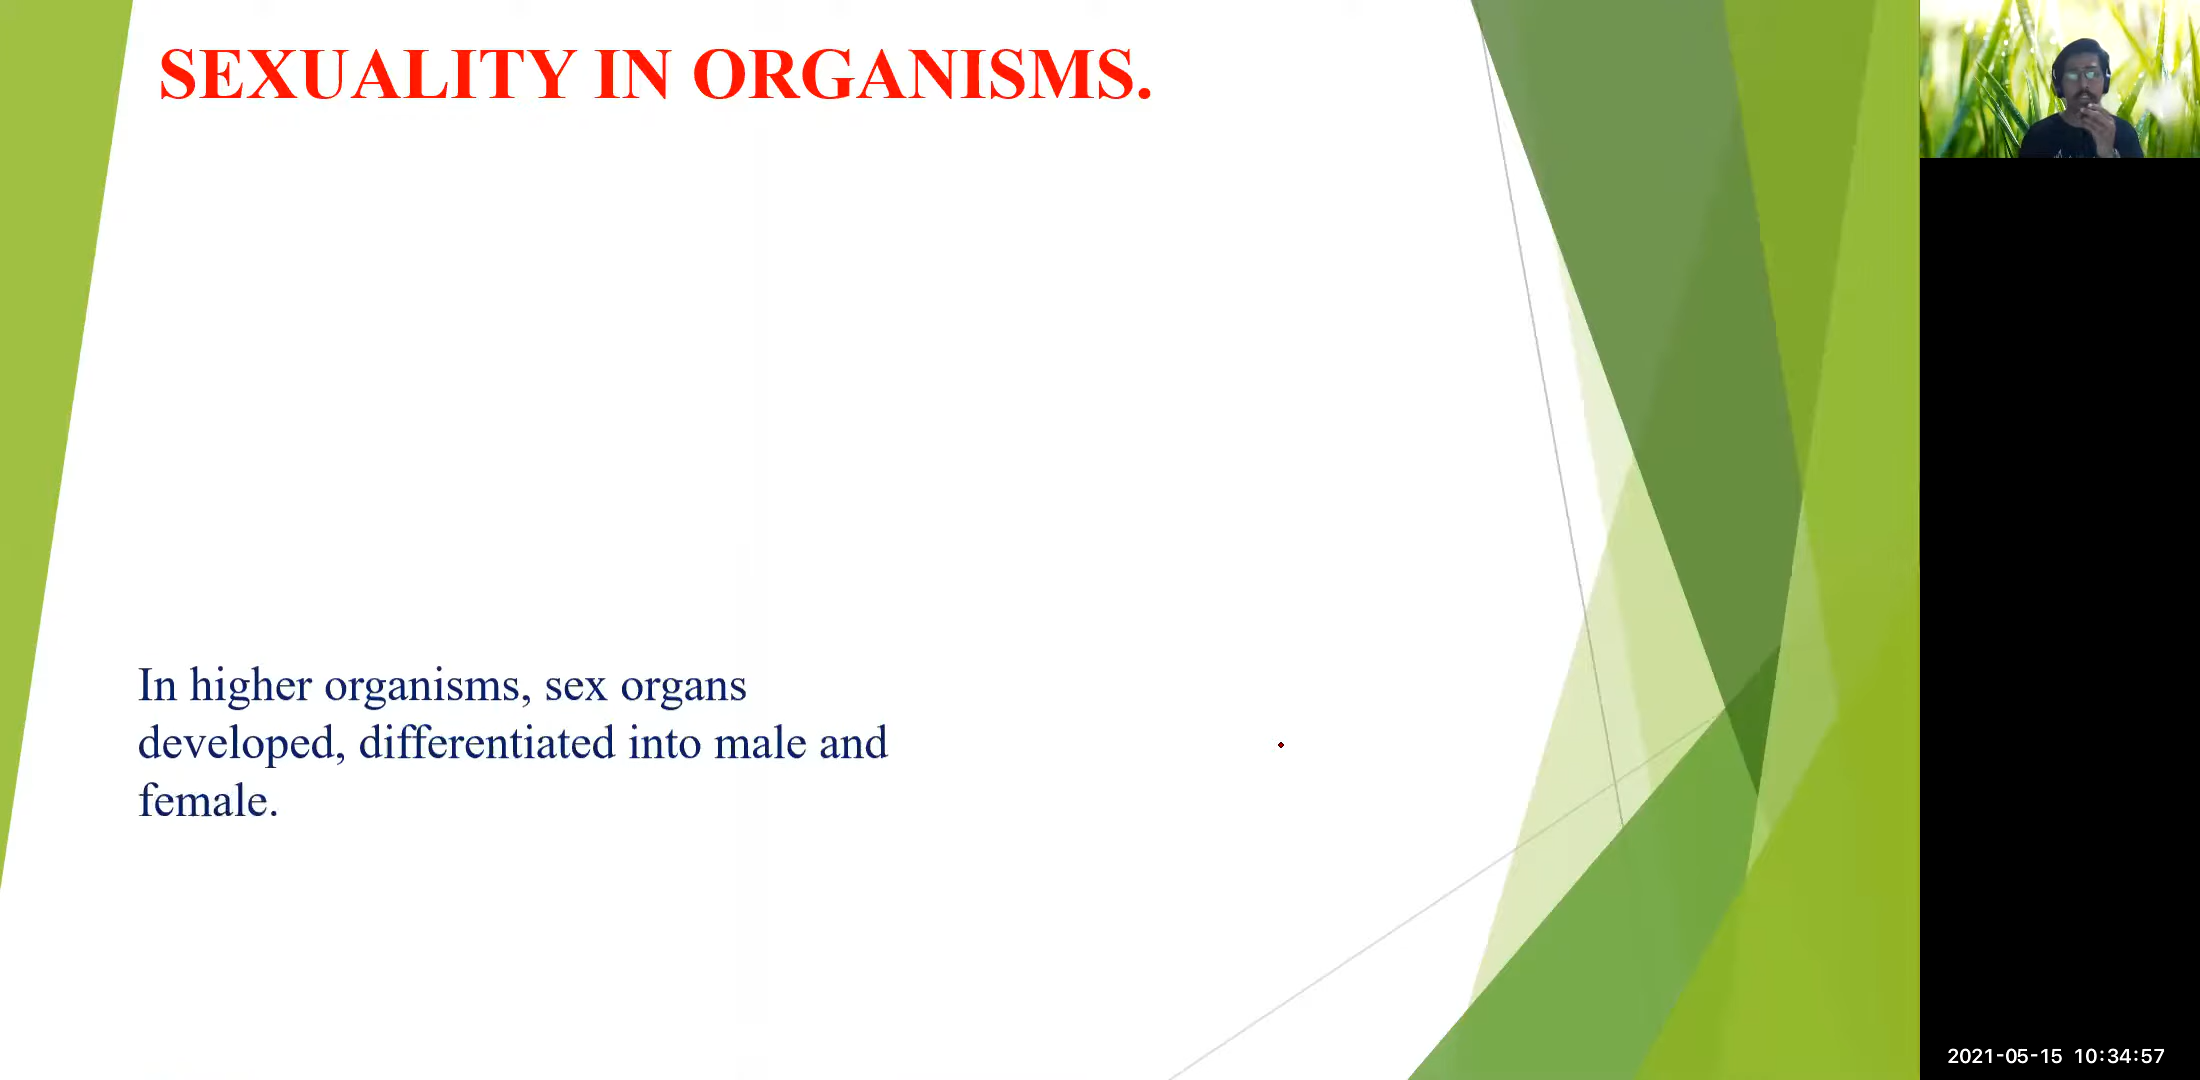 SEXUALITY IN ORGANISMS.
In higher organisms, sex organs
developed, differentiated into male and
female.
2021-05-15 10:34:57